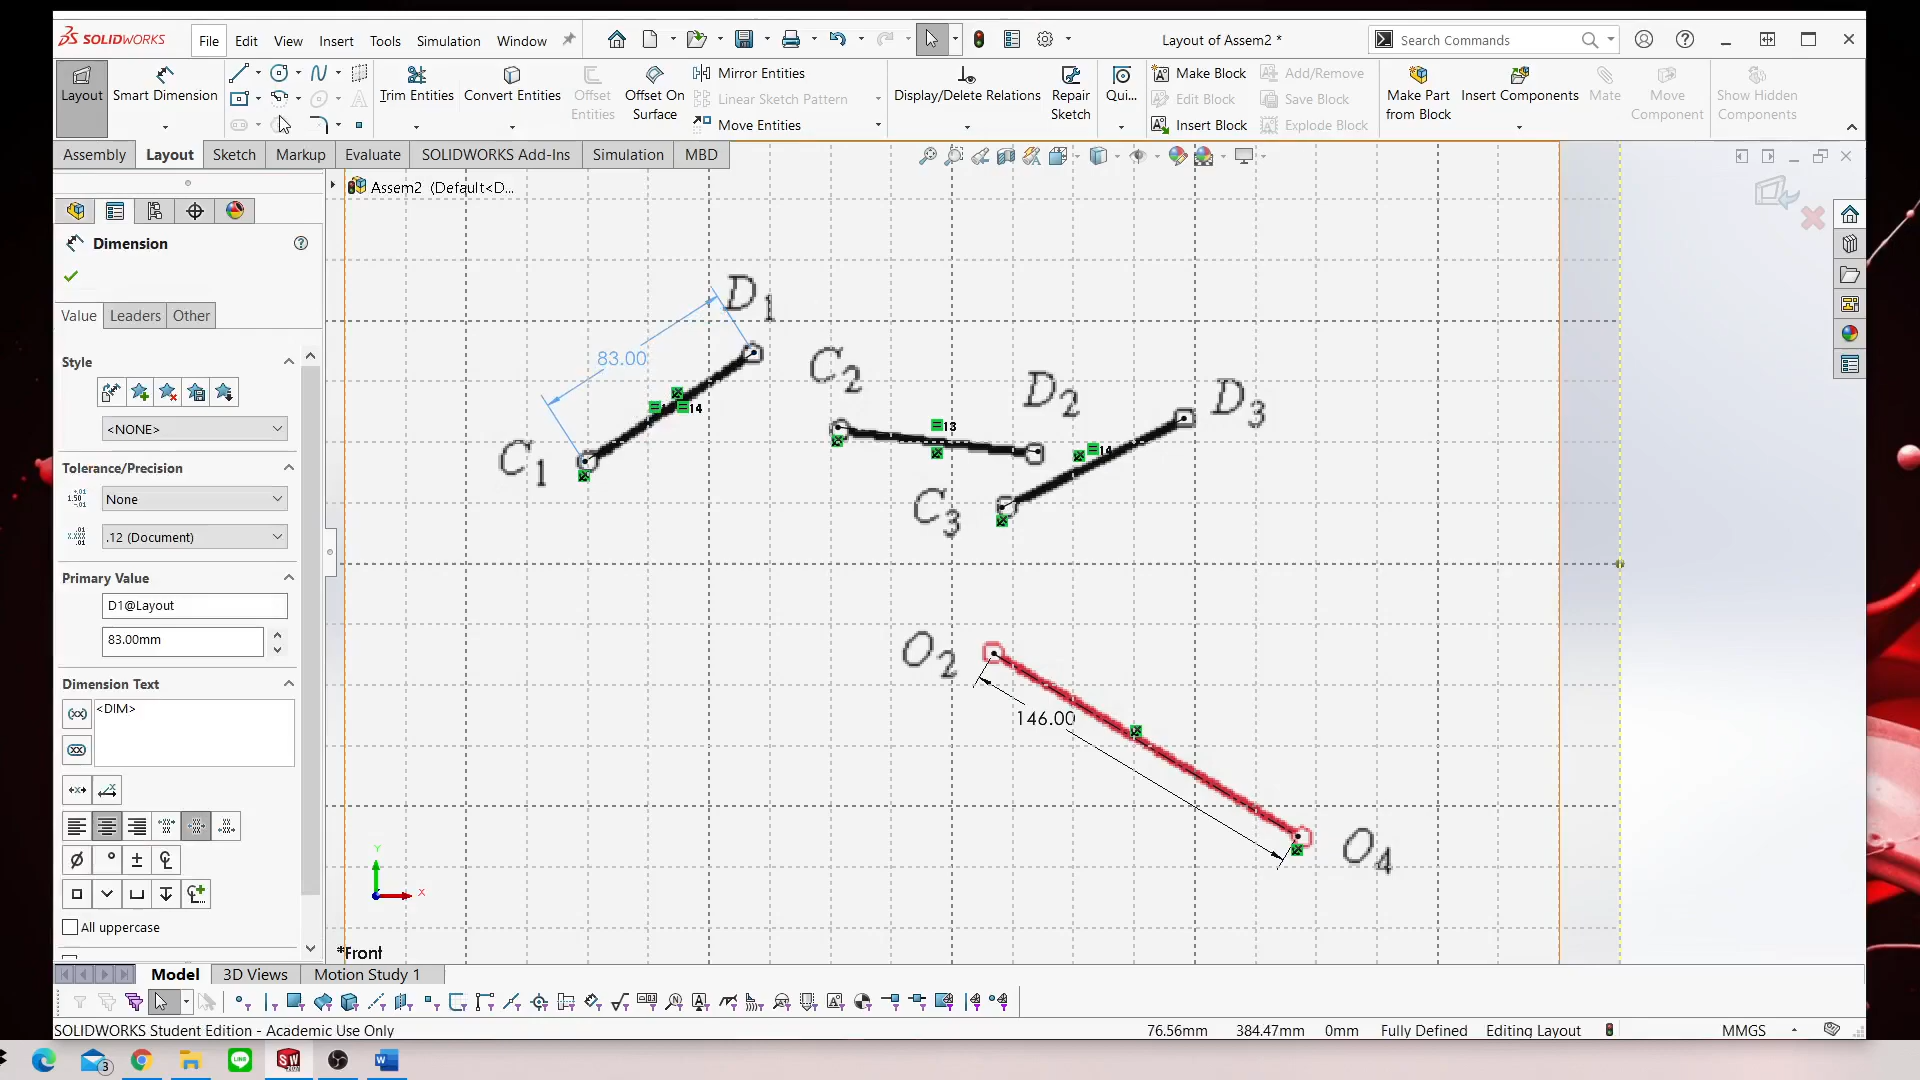 SOLIDWORKS
File Edit View Insert Tools Simulation Window
Layout of Assem2 *
Search Commands
Layout
Smart Dimension
Trim Entities
Convert Entities
Offset Entities
Offset On Surface
Mirror Entities
Linear Sketch Pattern
Move Entities
Display/Delete Relations
Repair Sketch
Qui...
Make Block
Edit Block
Insert Block
Add/Remove
Save Block
Explode Block
Make Part from Block
Insert Components
Mate
Move Component
Show Hidden Components
Assembly Layout Sketch Markup Evaluate SOLIDWORKS Add-Ins Simulation MBD
Assem2 (Default<D...
Dimension
Value Leaders Other
Style
<NONE>
Tolerance/Precision
None
.12 (Document)
Primary Value
D1@Layout
83.00mm
Dimension Text
<DIM>
All uppercase
D1
83.00
C2
D2
D3
14
13
14
C1
C3
O2
146.00
O4
Y
X
*Front
Model 3D Views Motion Study 1
SOLIDWORKS Student Edition - Academic Use Only
76.56mm 384.47mm 0mm Fully Defined Editing Layout MMGS
3